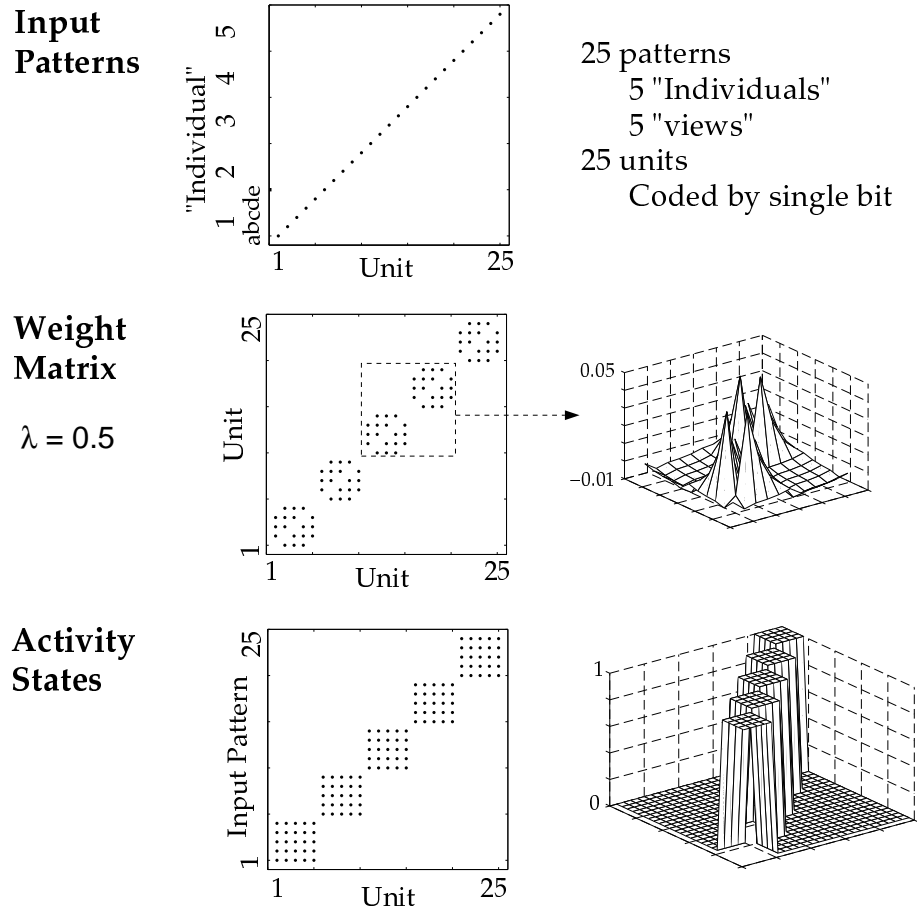 Input
Patterns
"Individual"
1 2 3 4 5
abcde
1 25
Unit
25 patterns
5 "Individuals"
5 "views"
25 units
Coded by single bit
Weight
Matrix
λ = 0.5
Unit
25
1
1 25
Unit
0.05
−0.01
Activity
States
Input Pattern
25
1
1 25
Unit
1
0